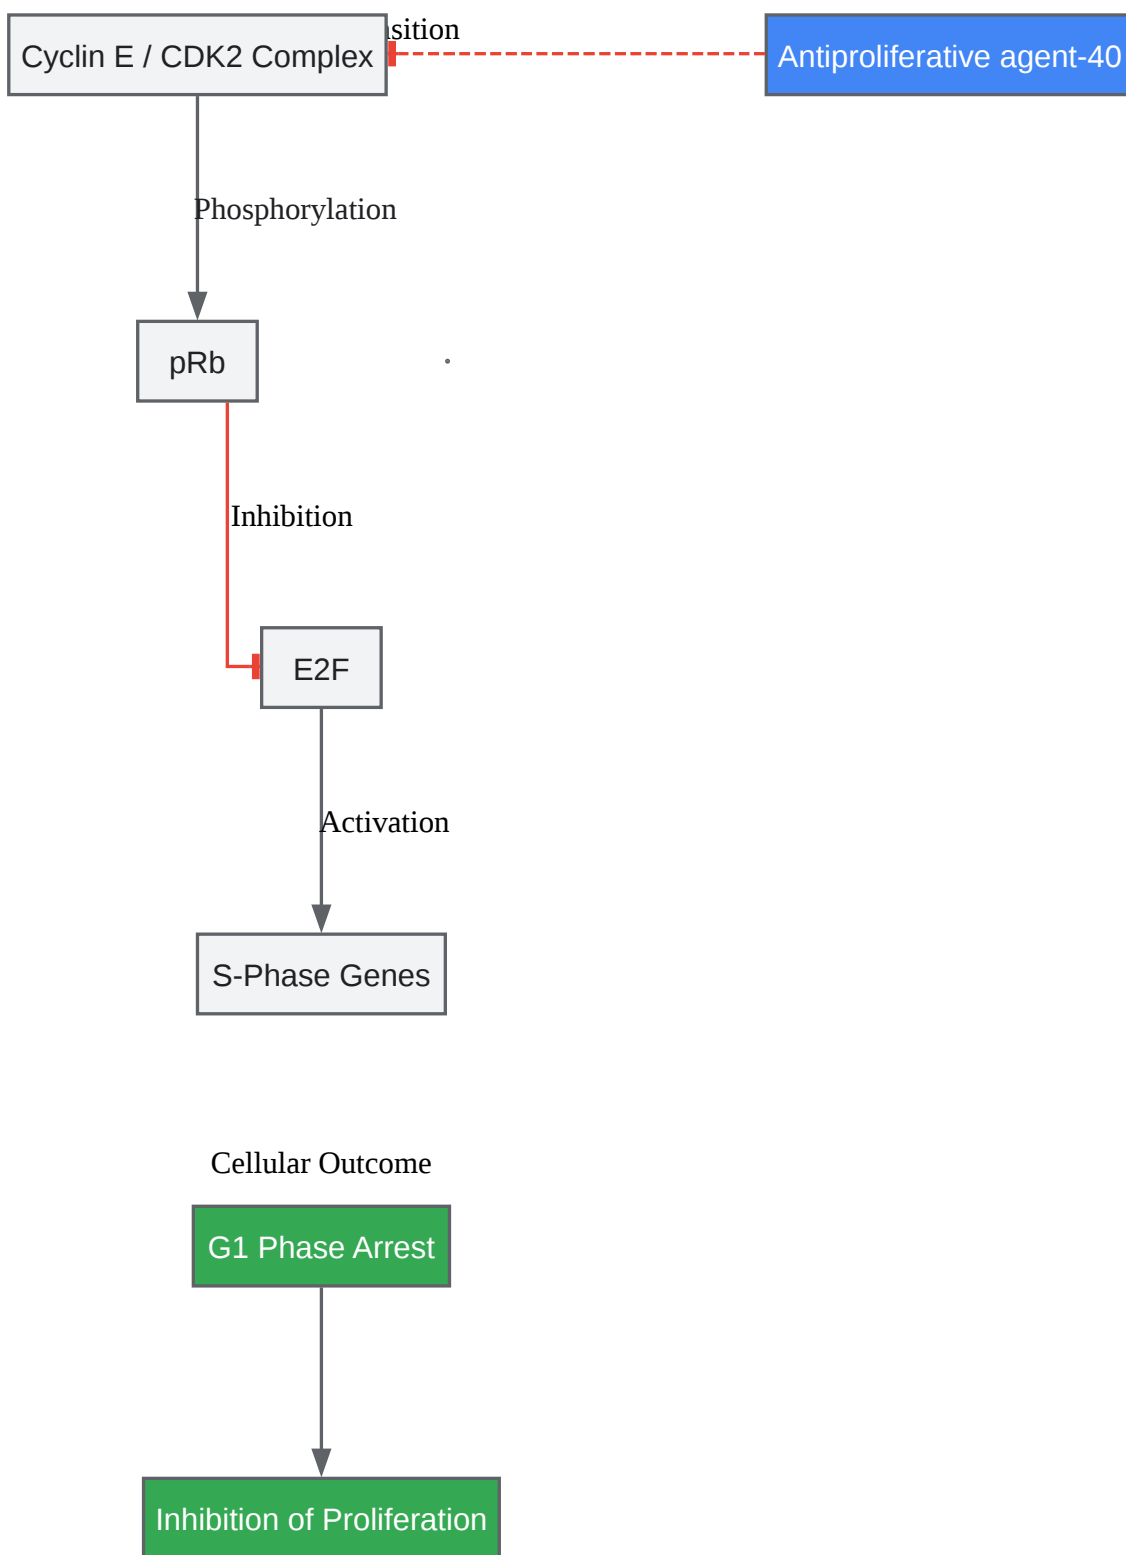 Cyclin E / CDK2 Complex
sition
Antiproliferative agent-40
Phosphorylation
pRb
Inhibition
E2F
Activation
S-Phase Genes
Cellular Outcome
G1 Phase Arrest
Inhibition of Proliferation